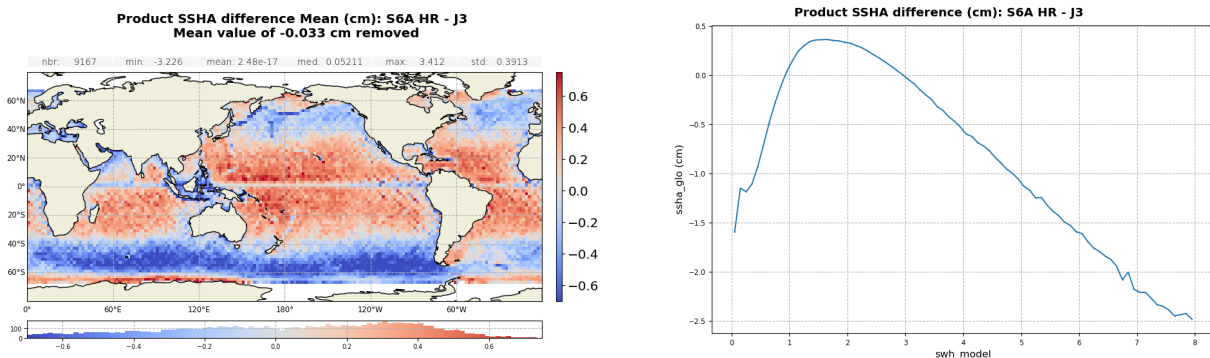 Product SSHA difference Mean (cm): S6A HR - J3
Mean value of -0.033 cm removed
nbr: 9167 min: -3.226 mean: 2.48e-17 med: 0.05211 max: 3.412 std: 0.3913
60°N
40°N
20°N
0°
20°S
40°S
60°S
0° 60°E 120°E 180° 120°W 60°W
0.6
0.4
0.2
0.0
−0.2
−0.4
−0.6
100
0
−0.6 −0.4 −0.2 0.0 0.2 0.4 0.6
Product SSHA difference (cm): S6A HR - J3
ssha_glo (cm)
0.5
0.0
−0.5
−1.0
−1.5
−2.0
−2.5
0 1 2 3 4 5 6 7 8
swh_model